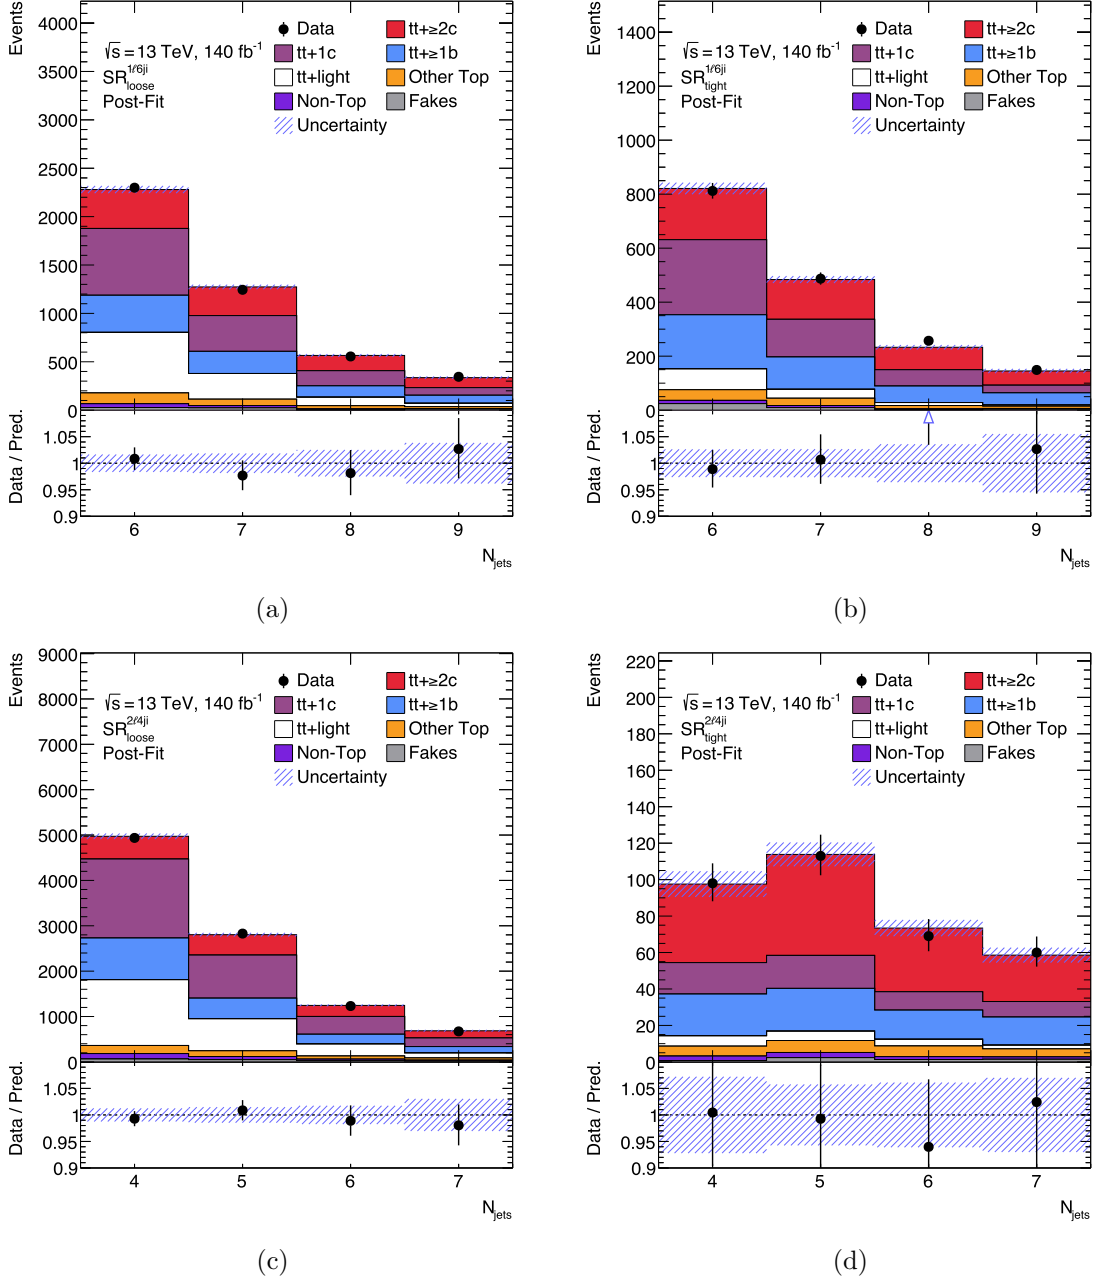 Events
4000
3500
3000
2500
2000
1500
1000
500
0
√s = 13 TeV, 140 fb⁻¹
SR 1ℓ6ji loose
Post-Fit
Data
tt+≥2c
tt+1c
tt+≥1b
tt+light
Other Top
Non-Top
Fakes
Uncertainty
Data / Pred.
1.05
1
0.95
0.9
6 7 8 9
N jets
(a)
Events
1400
1200
1000
800
600
400
200
0
√s = 13 TeV, 140 fb⁻¹
SR 1ℓ6ji tight
Post-Fit
Data
tt+≥2c
tt+1c
tt+≥1b
tt+light
Other Top
Non-Top
Fakes
Uncertainty
Data / Pred.
1.05
1
0.95
0.9
6 7 8 9
N jets
(b)
Events
9000
8000
7000
6000
5000
4000
3000
2000
1000
0
√s = 13 TeV, 140 fb⁻¹
SR 2ℓ4ji loose
Post-Fit
Data
tt+≥2c
tt+1c
tt+≥1b
tt+light
Other Top
Non-Top
Fakes
Uncertainty
Data / Pred.
1.05
1
0.95
0.9
4 5 6 7
N jets
(c)
Events
220
200
180
160
140
120
100
80
60
40
20
0
√s = 13 TeV, 140 fb⁻¹
SR 2ℓ4ji tight
Post-Fit
Data
tt+≥2c
tt+1c
tt+≥1b
tt+light
Other Top
Non-Top
Fakes
Uncertainty
Data / Pred.
1.05
1
0.95
0.9
4 5 6 7
N jets
(d)